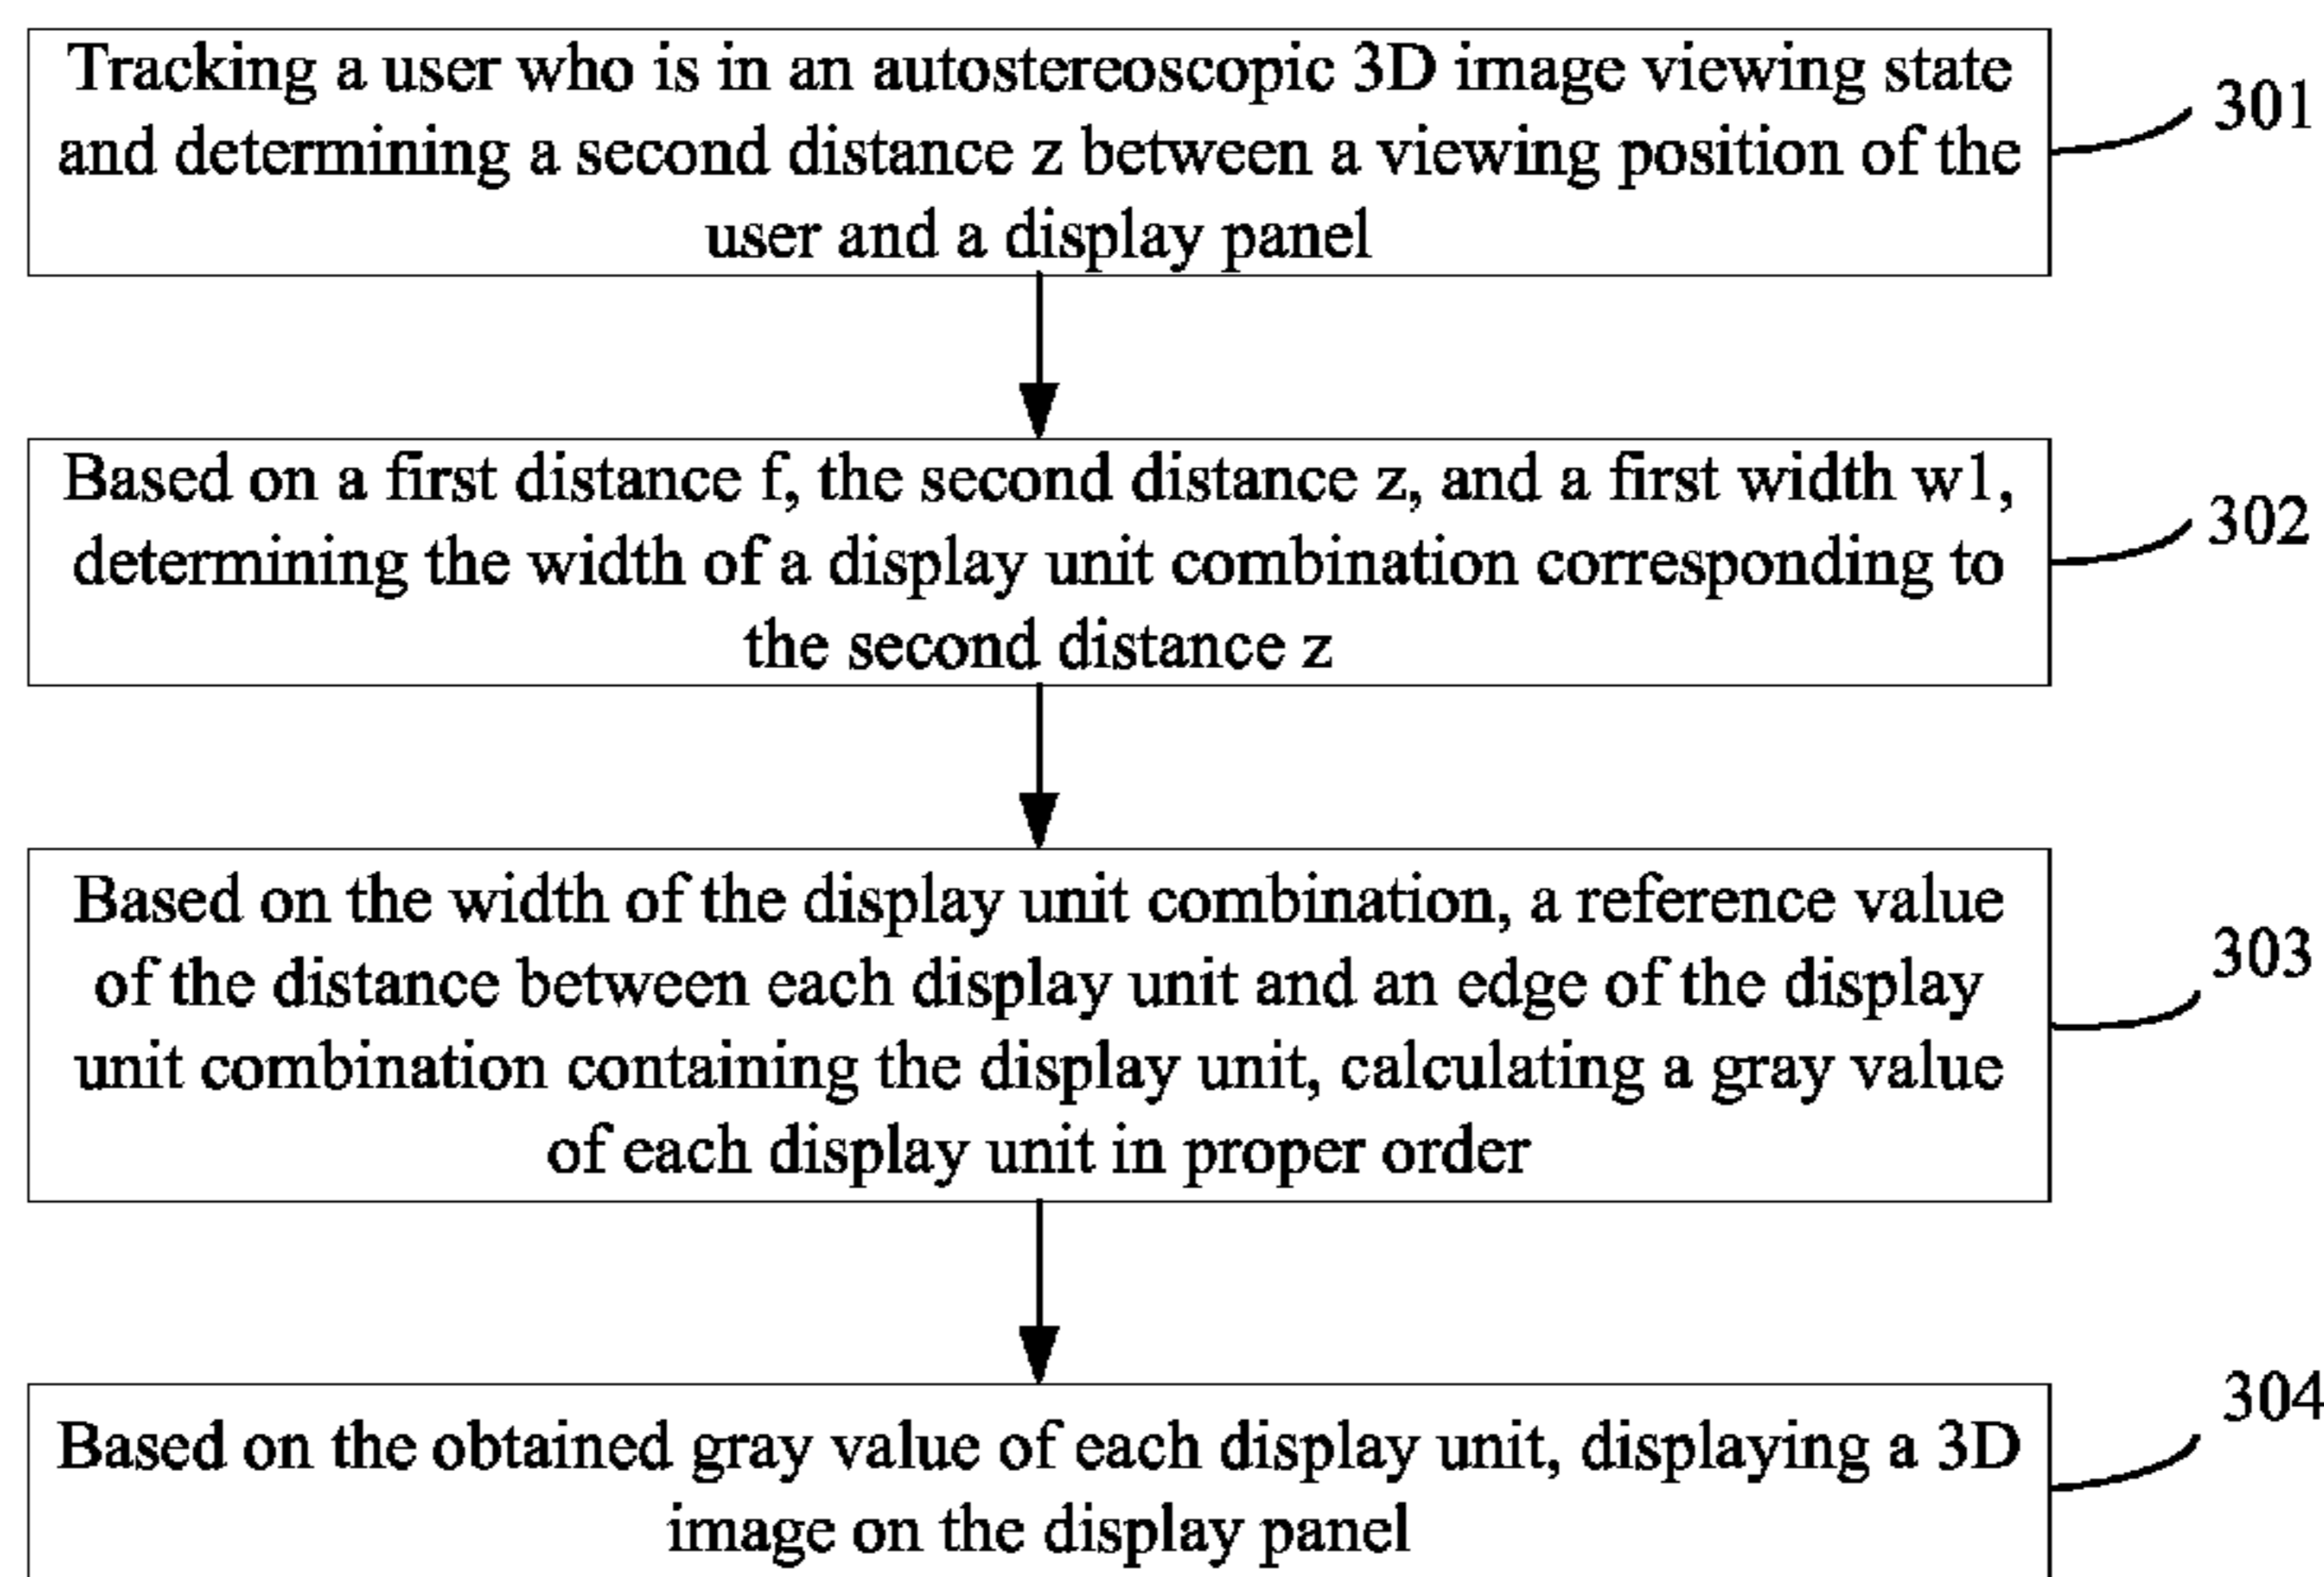 Tracking a user who is in an autostereoscopic 3D image viewing state
and determining a second distance z between a viewing position of the
user and a display panel
301
Based on a first distance f, the second distance z, and a first width w1,
determining the width of a display unit combination corresponding to
the second distance z
302
Based on the width of the display unit combination, a reference value
of the distance between each display unit and an edge of the display
unit combination containing the display unit, calculating a gray value
of each display unit in proper order
303
Based on the obtained gray value of each display unit, displaying a 3D
image on the display panel
304